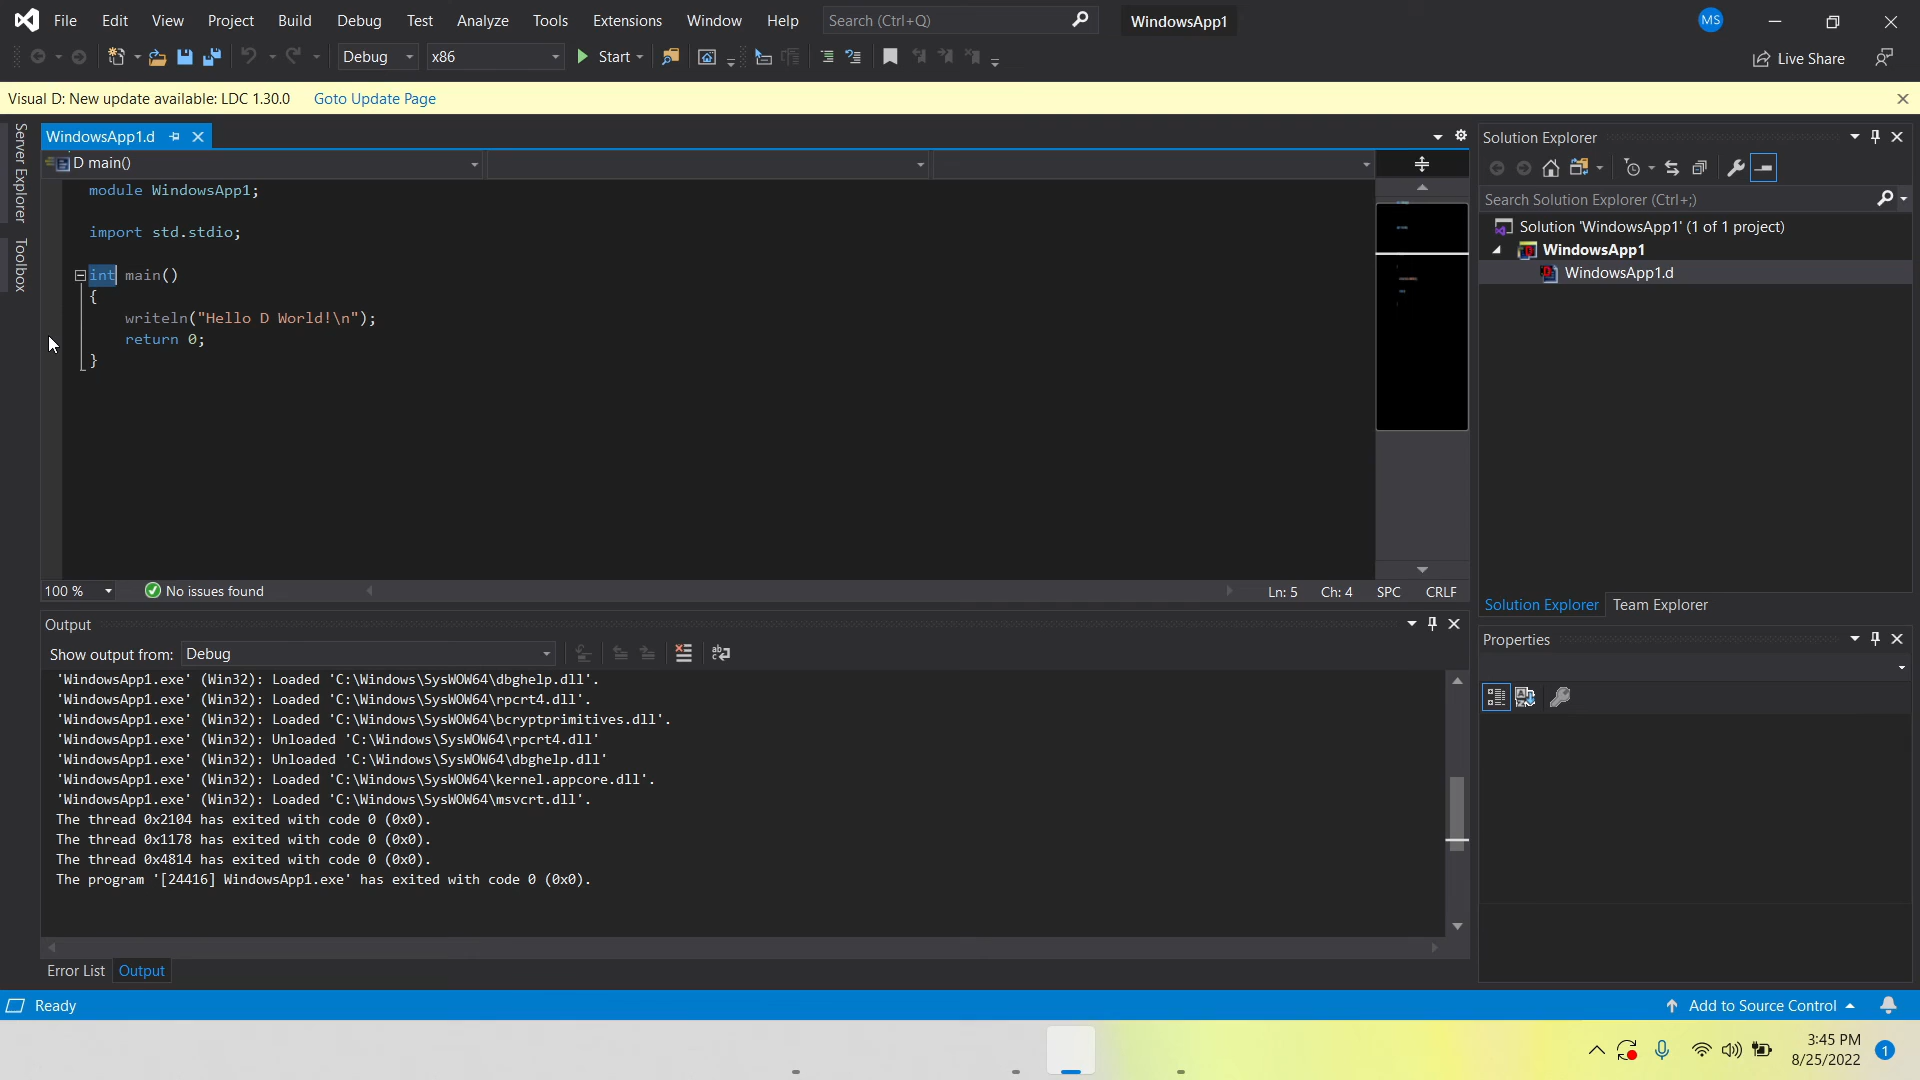 File Edit View Project Build Debug Test Analyze Tools Extensions Window Help Search (Ctrl+Q) WindowsApp1 MS
Debug x86 Start Live Share
Visual D: New update available: LDC 1.30.0 Goto Update Page
Server Explorer
Toolbox
WindowsApp1.d
D main()
module WindowsApp1;
import std.stdio;
int main()
{
writeln("Hello D World!\n");
return 0;
}
100 % No issues found Ln: 5 Ch: 4 SPC CRLF
Output
Show output from: Debug
'WindowsApp1.exe' (Win32): Loaded 'C:\Windows\SysWOW64\dbghelp.dll'.
'WindowsApp1.exe' (Win32): Loaded 'C:\Windows\SysWOW64\rpcrt4.dll'.
'WindowsApp1.exe' (Win32): Loaded 'C:\Windows\SysWOW64\bcryptprimitives.dll'.
'WindowsApp1.exe' (Win32): Unloaded 'C:\Windows\SysWOW64\rpcrt4.dll'
'WindowsApp1.exe' (Win32): Unloaded 'C:\Windows\SysWOW64\dbghelp.dll'
'WindowsApp1.exe' (Win32): Loaded 'C:\Windows\SysWOW64\kernel.appcore.dll'.
'WindowsApp1.exe' (Win32): Loaded 'C:\Windows\SysWOW64\msvcrt.dll'.
The thread 0x2104 has exited with code 0 (0x0).
The thread 0x1178 has exited with code 0 (0x0).
The thread 0x4814 has exited with code 0 (0x0).
The program '[24416] WindowsApp1.exe' has exited with code 0 (0x0).
Error List Output
Solution Explorer
Search Solution Explorer (Ctrl+;)
Solution 'WindowsApp1' (1 of 1 project)
WindowsApp1
WindowsApp1.d
Solution Explorer Team Explorer
Properties
Ready Add to Source Control
3:45 PM
8/25/2022 1